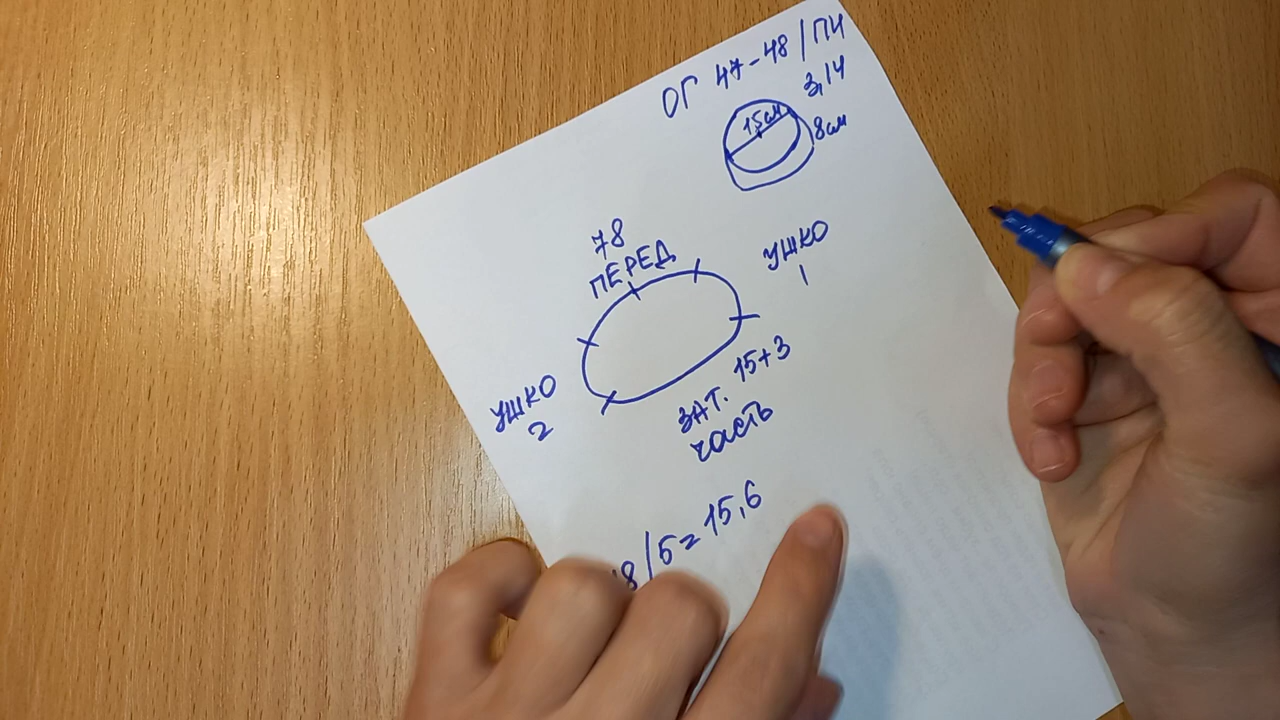 ОГ 47-48/ПИ
3,14
15см
8см
78
ПЕРЕД
УШКО
1
УШКО
2
ЗАТ. 15+3
часть
8/5=15,6